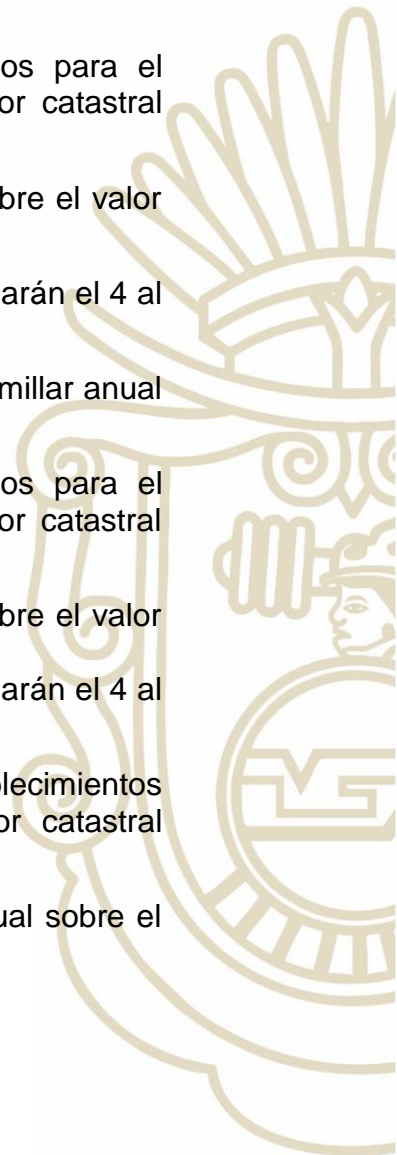 os para el
or catastral
bre el valor
arán el 4 al
millar anual
os para el
or catastral
bre el valor
arán el 4 al
olecimientos
or catastral
ual sobre el